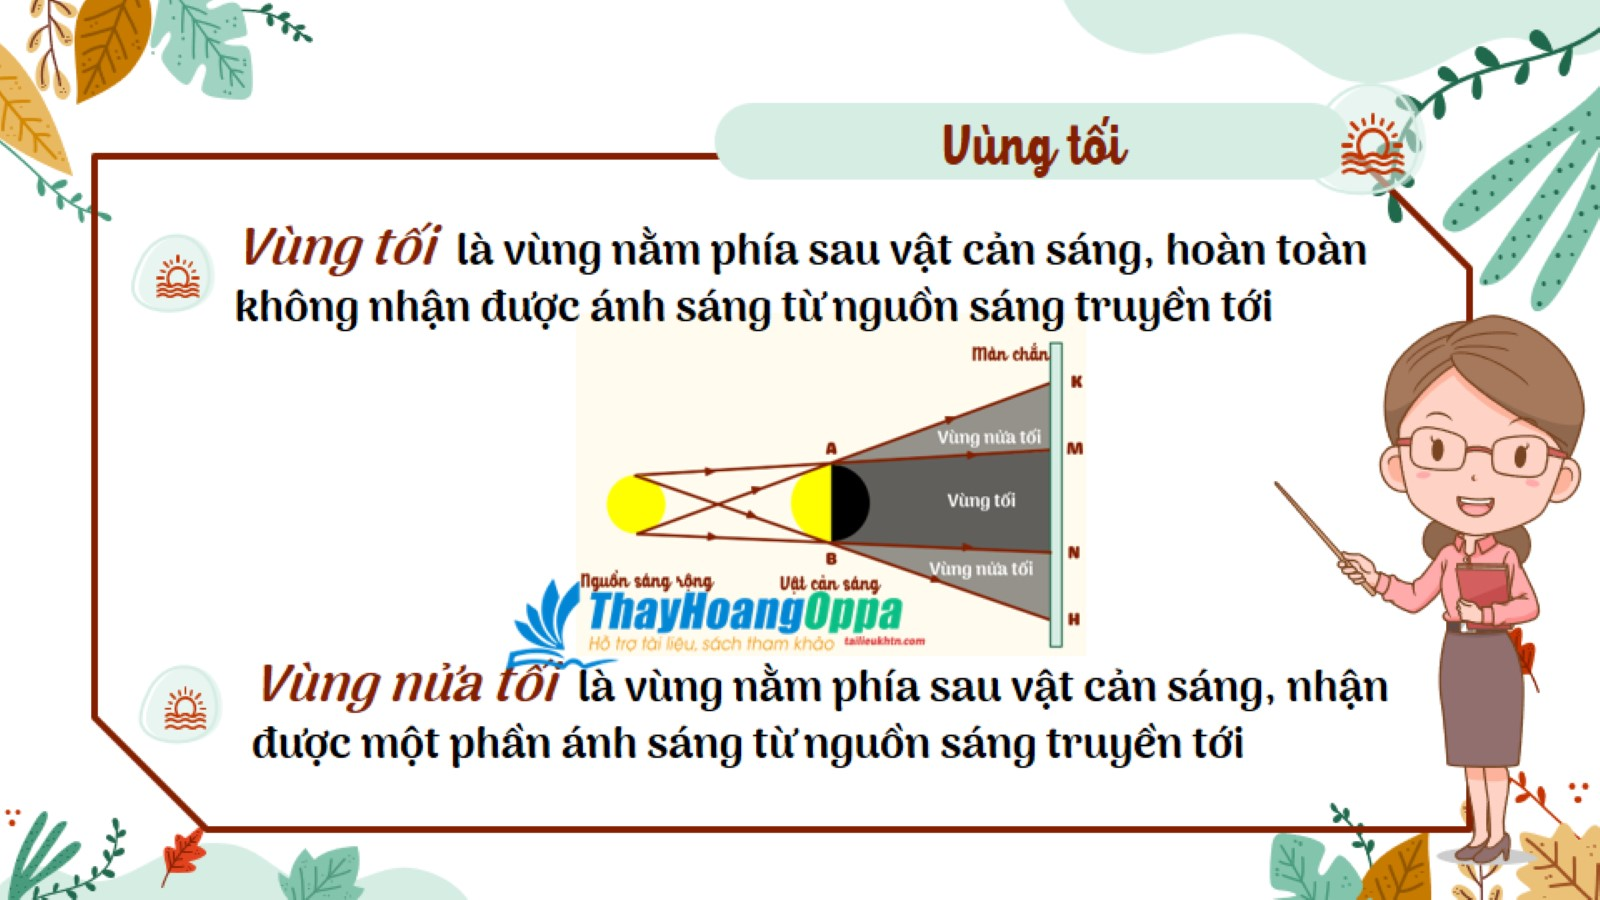 Vùng tối
Vùng tối là vùng nằm phía sau vật cản sáng, hoàn toàn
không nhận được ánh sáng từ nguồn sáng truyền tới
Màn chắn
K
Vùng nửa tối
A
M
Vùng tối
B
N
Vùng nửa tối
Nguồn sáng rộng
Vật cản sáng
H
ThayHoangOppa
Hỗ trợ tài liệu, sách tham khảo
tailieukhtn.com
Vùng nửa tối là vùng nằm phía sau vật cản sáng, nhận
được một phần ánh sáng từ nguồn sáng truyền tới